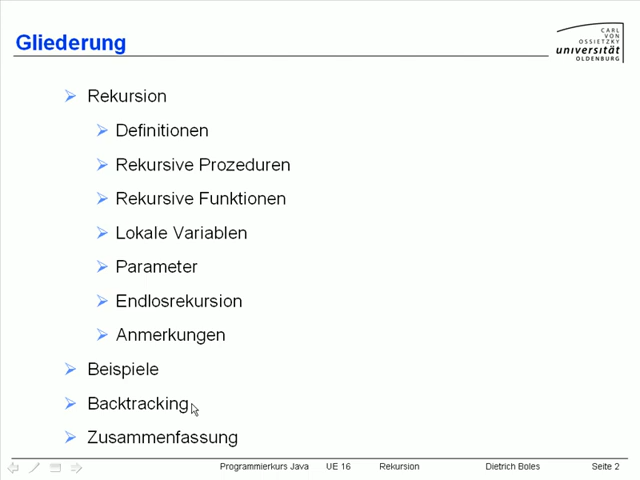 Gliederung
CARL
VON
OSSIETZKY
universität
OLDENBURG
Rekursion
Definitionen
Rekursive Prozeduren
Rekursive Funktionen
Lokale Variablen
Parameter
Endlosrekursion
Anmerkungen
Beispiele
Backtracking
Zusammenfassung
Programmierkurs Java UE 16 Rekursion Dietrich Boles Seite 2